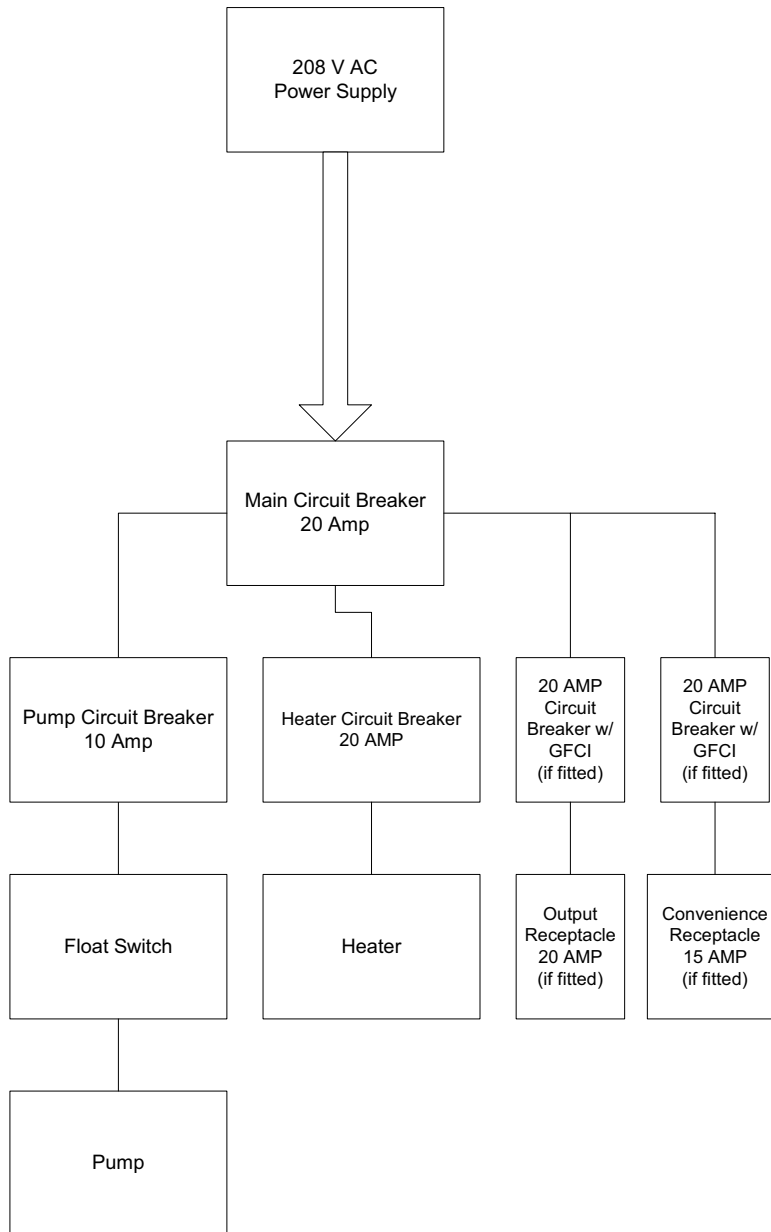 208 V AC
Power Supply
Main Circuit Breaker
20 Amp
Pump Circuit Breaker
10 Amp
Heater Circuit Breaker
20 AMP
20 AMP
Circuit
Breaker w/
GFCI
(if fitted)
20 AMP
Circuit
Breaker w/
GFCI
(if fitted)
Float Switch
Heater
Output
Receptacle
20 AMP
(if fitted)
Convenience
Receptacle
15 AMP
(if fitted)
Pump